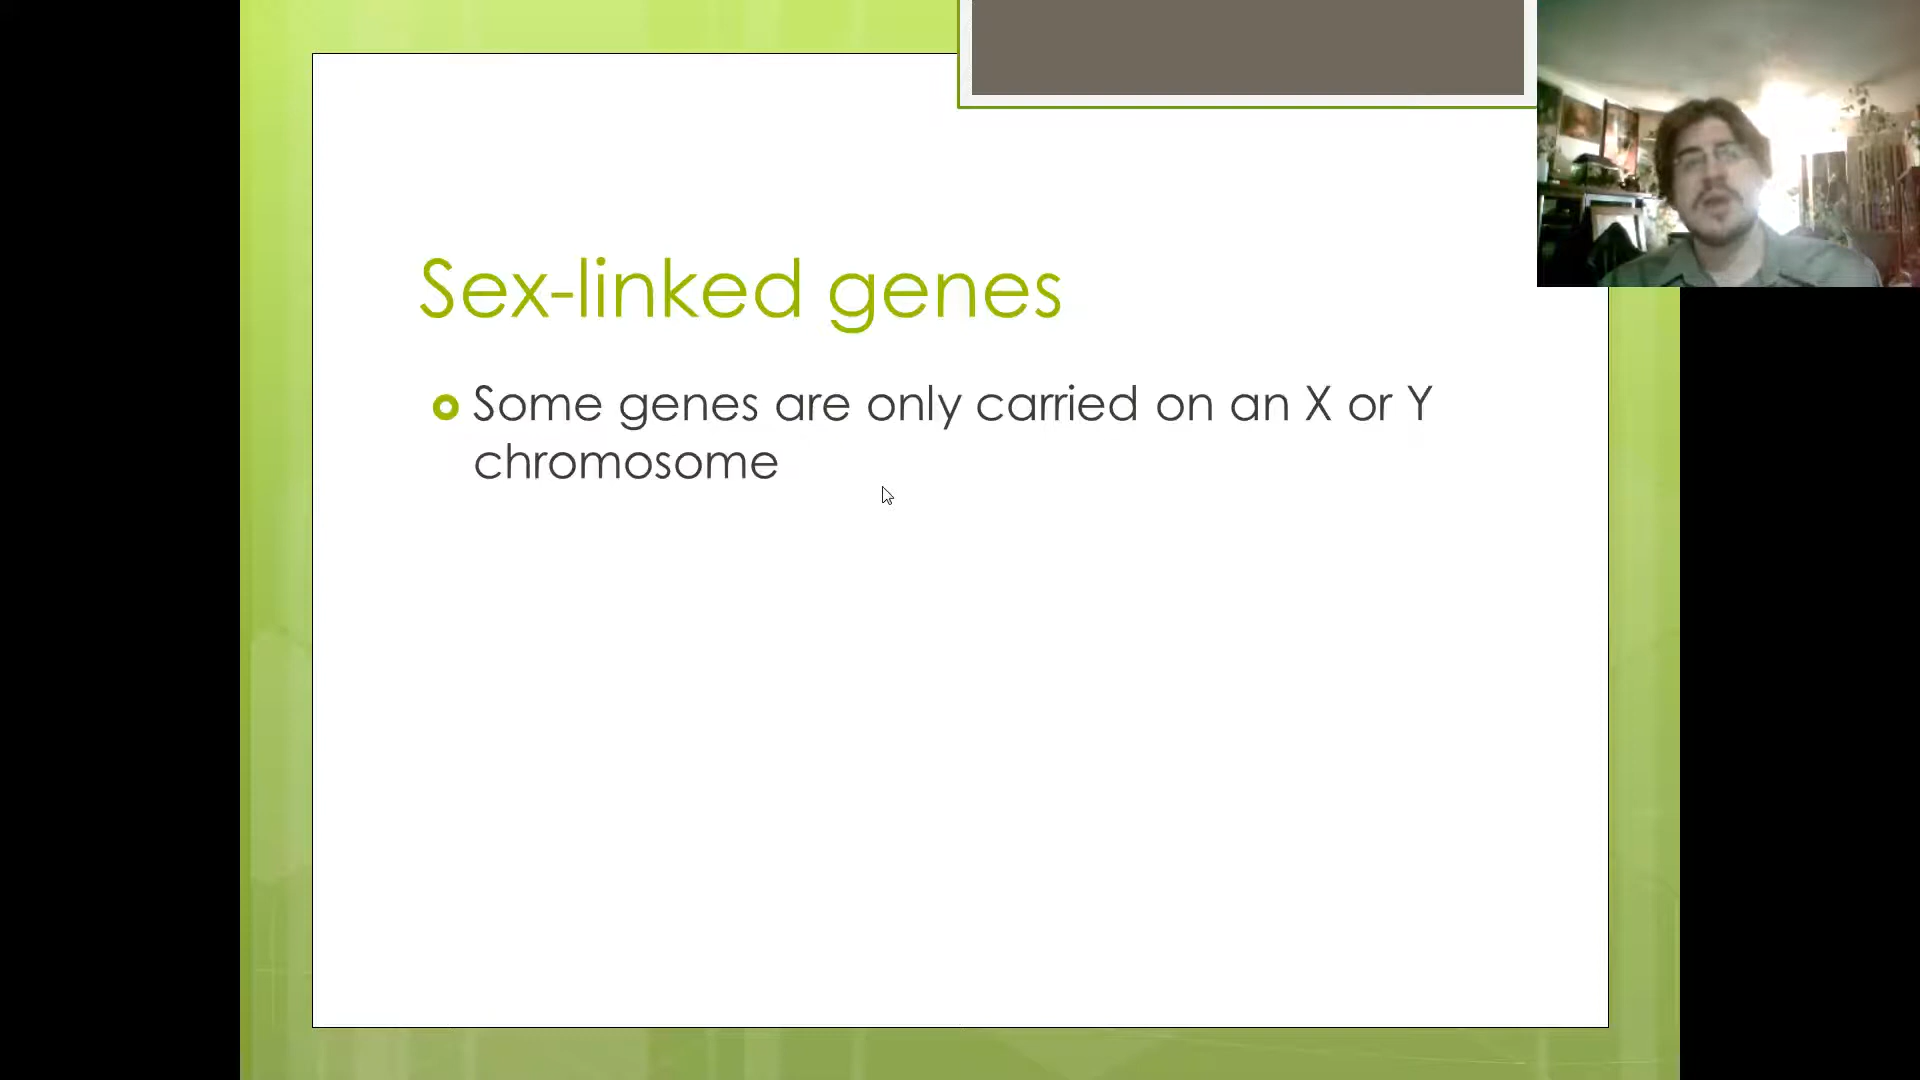 Sex-linked genes
Some genes are only carried on an X or Y
chromosome